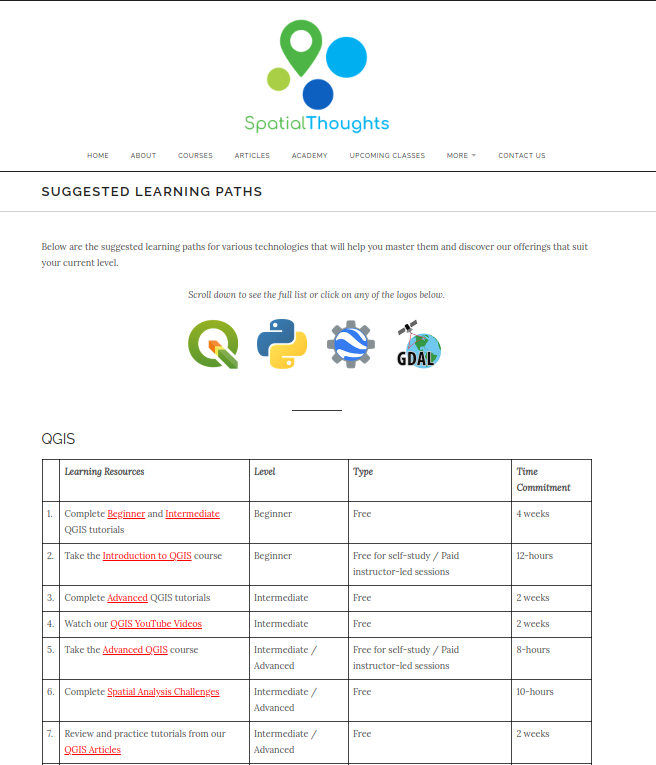 SpatialThoughts
HOME ABOUT COURSES ARTICLES ACADEMY UPCOMING CLASSES MORE CONTACT US
SUGGESTED LEARNING PATHS
Below are the suggested learning paths for various technologies that will help you master them and discover our offerings that suit
your current level.
Scroll down to see the full list or click on any of the logos below.
GDAL
QGIS
Learning Resources Level Type Time
Commitment
1. Complete Beginner and Intermediate Beginner Free 4 weeks
QGIS tutorials
2. Take the Introduction to QGIS course Beginner Free for self-study / Paid 12-hours
instructor-led sessions
3. Complete Advanced QGIS tutorials Intermediate Free 2 weeks
4. Watch our QGIS YouTube Videos Intermediate Free 2 weeks
5. Take the Advanced QGIS course Intermediate / Free for self-study / Paid 8-hours
Advanced instructor-led sessions
6. Complete Spatial Analysis Challenges Intermediate / Free 10-hours
Advanced
7. Review and practice tutorials from our Intermediate / Free 2 weeks
QGIS Articles Advanced